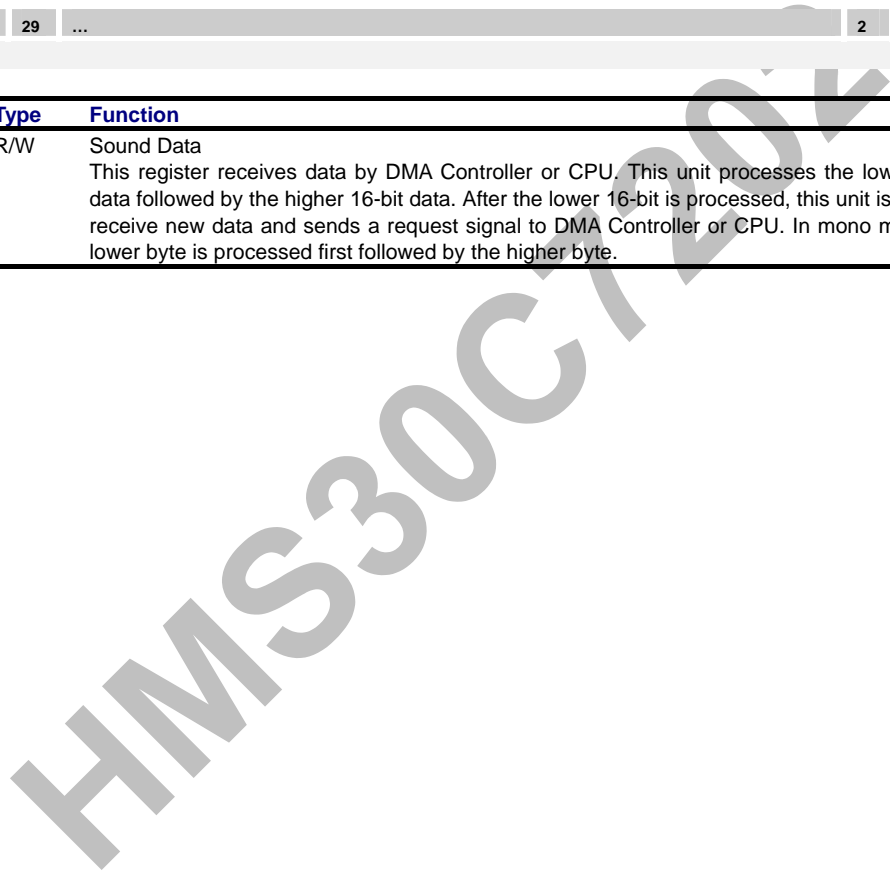 29 … 2
Type Function
R/W Sound Data
This register receives data by DMA Controller or CPU. This unit processes the low
data followed by the higher 16-bit data. After the lower 16-bit is processed, this unit is
receive new data and sends a request signal to DMA Controller or CPU. In mono m
lower byte is processed first followed by the higher byte.
HMS30C7202